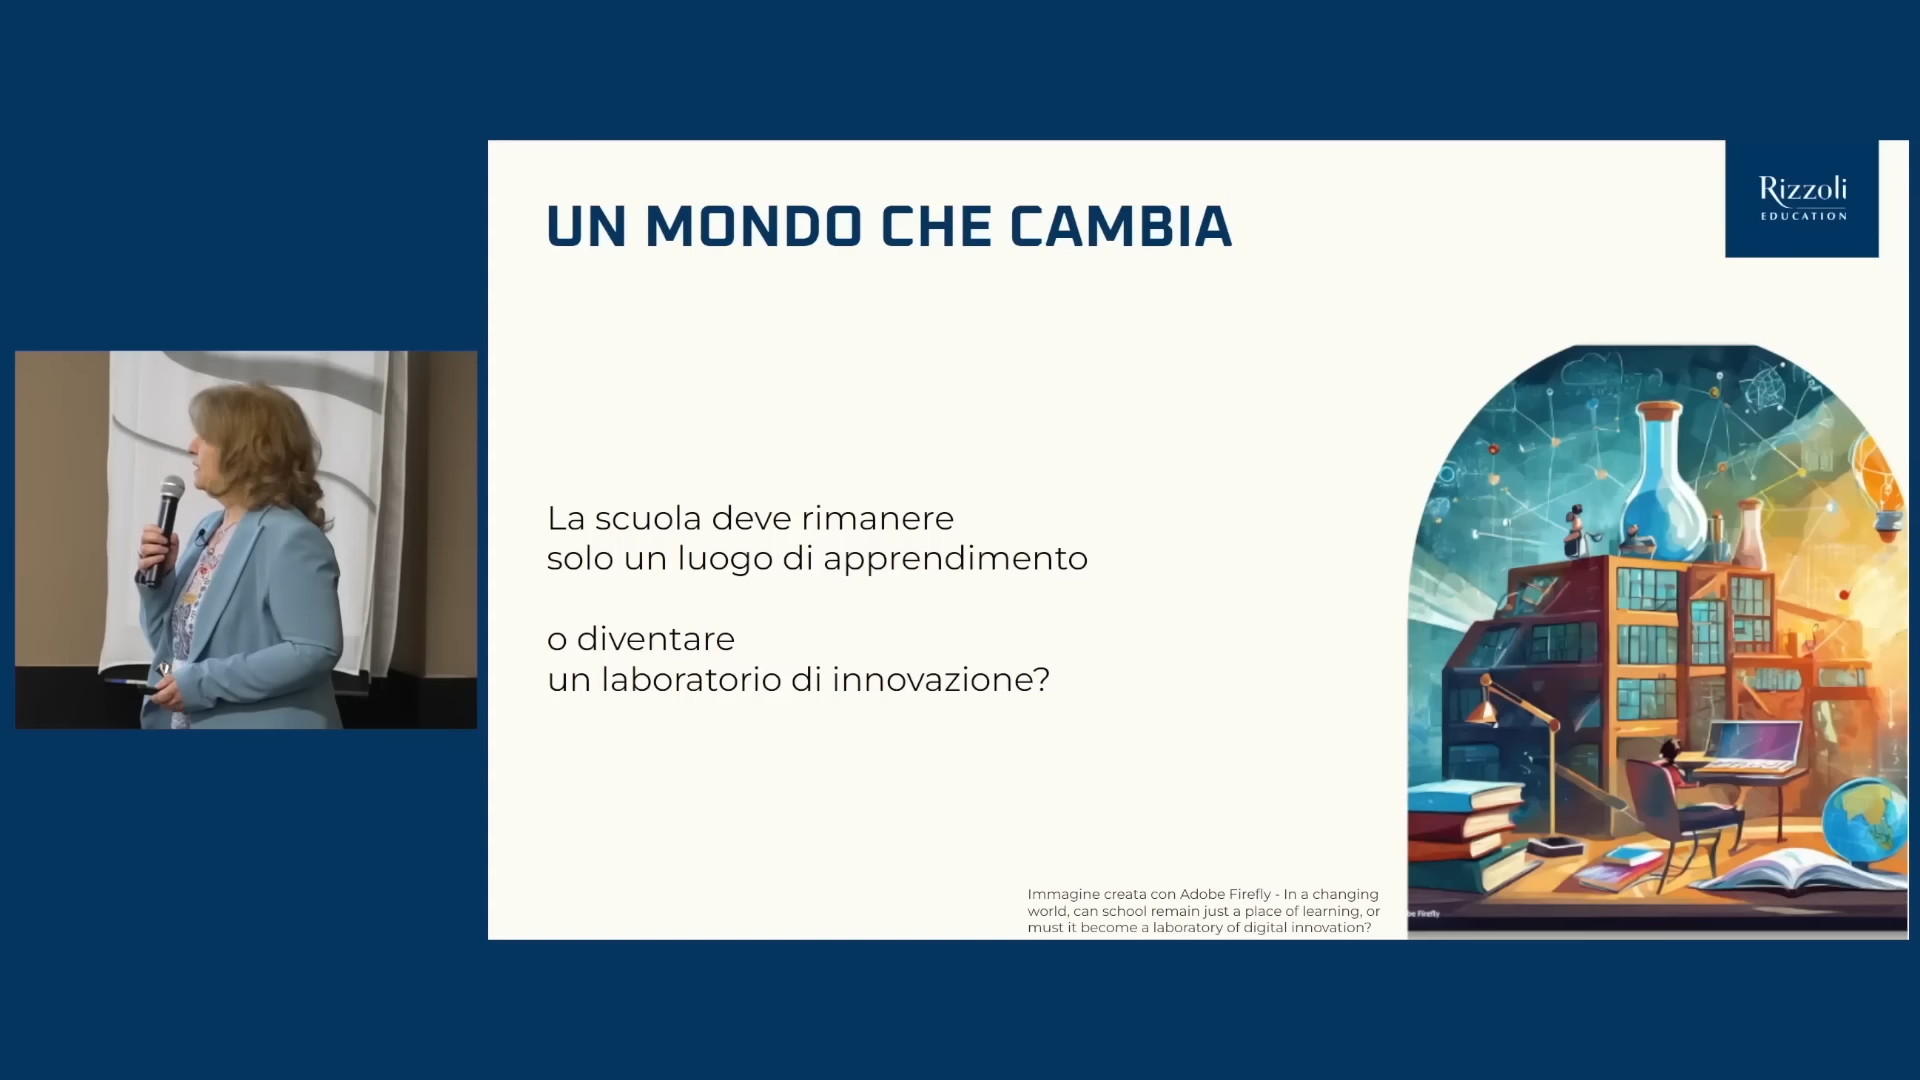 UN MONDO CHE CAMBIA
Rizzoli
EDUCATION
La scuola deve rimanere
solo un luogo di apprendimento
o diventare
un laboratorio di innovazione?
Immagine creata con Adobe Firefly - In a changing
world, can school remain just a place of learning, or
must it become a laboratory of digital innovation?
Firefly